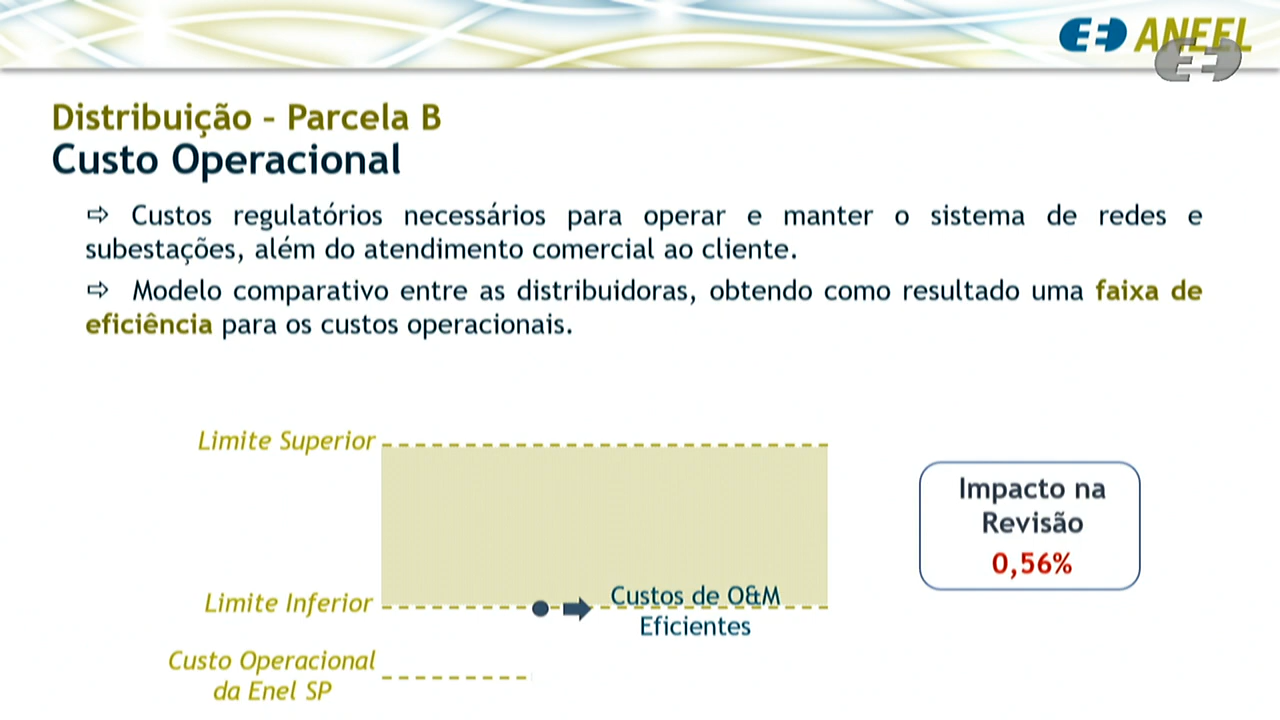 ANEEL
Distribuição - Parcela B
Custo Operacional
⇨ Custos regulatórios necessários para operar e manter o sistema de redes e
subestações, além do atendimento comercial ao cliente.
⇨ Modelo comparativo entre as distribuidoras, obtendo como resultado uma faixa de
eficiência para os custos operacionais.
Limite Superior
Impacto na
Revisão
0,56%
Limite Inferior
Custos de O&M
Eficientes
Custo Operacional
da Enel SP